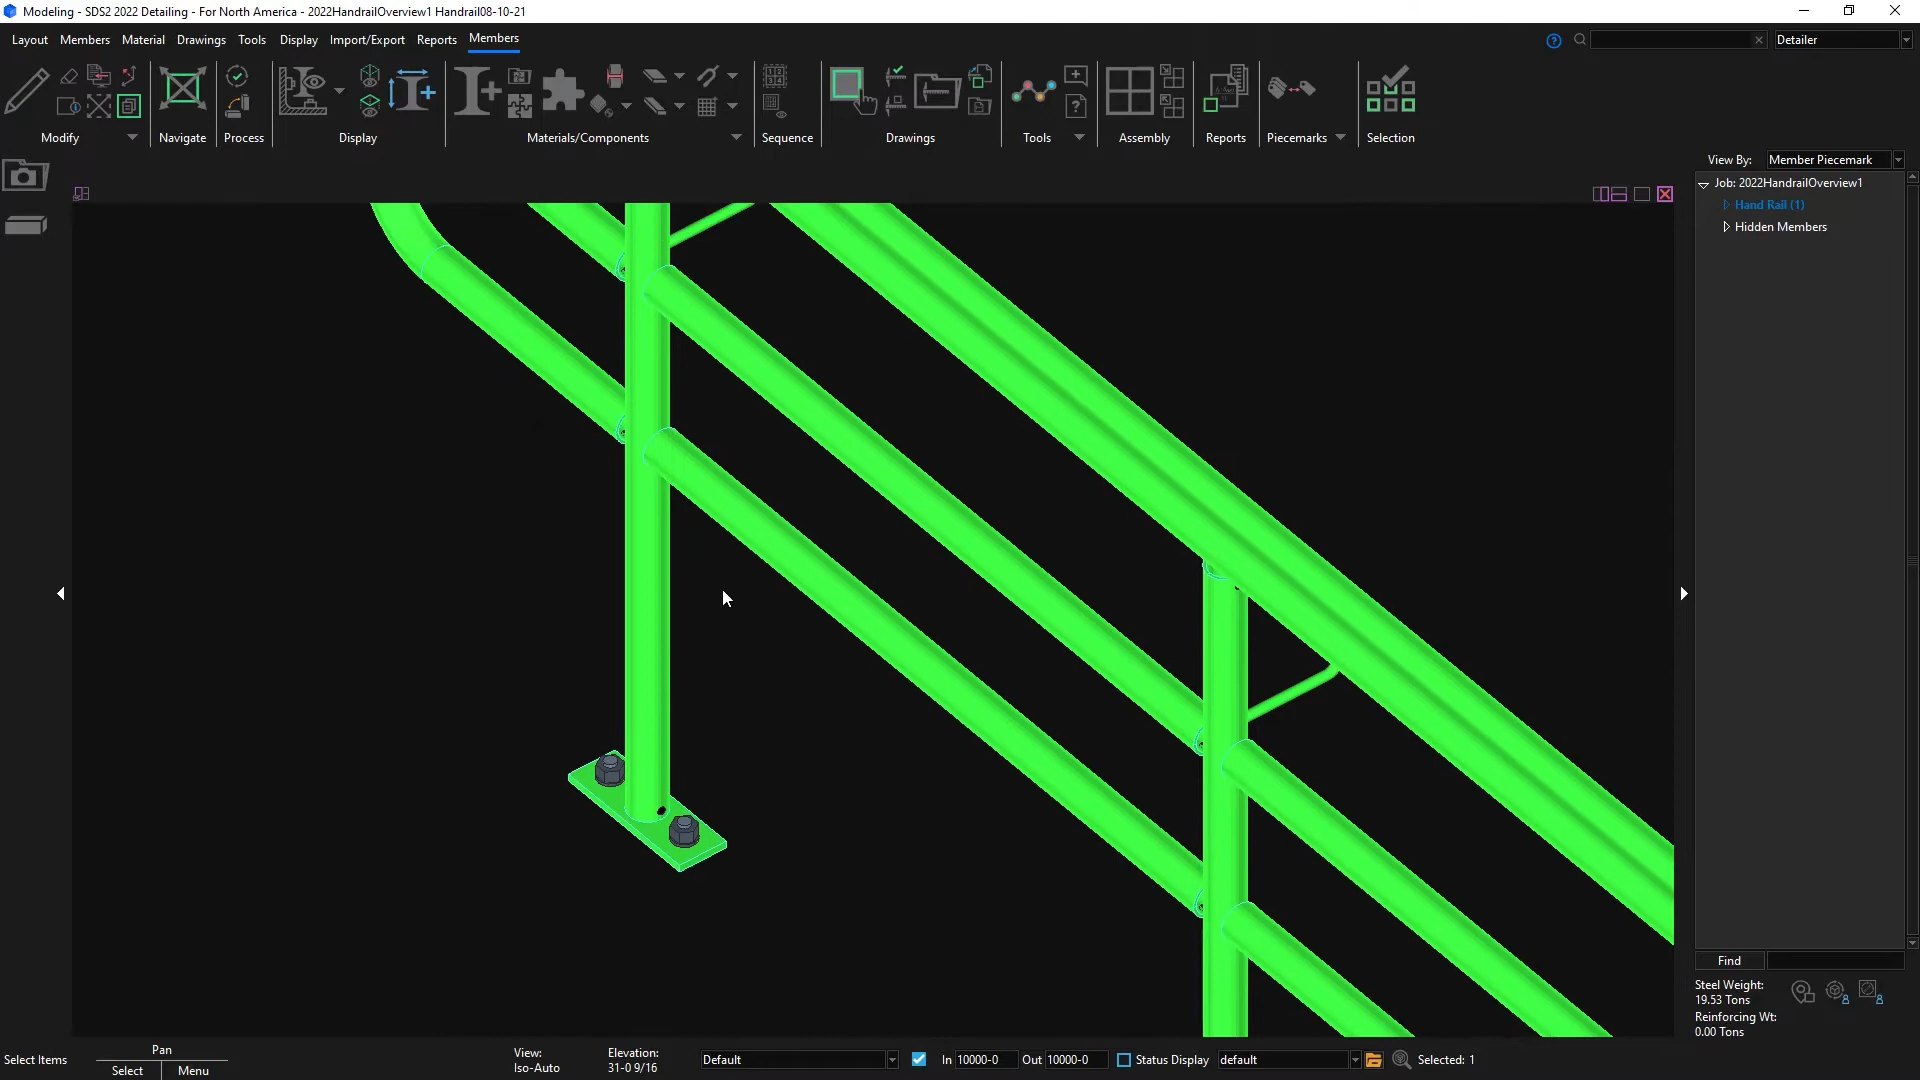 Modeling - SDS2 2022 Detailing - For North America - 2022HandrailOverview1 Handrail08-10-21
Layout Members Material Drawings Tools Display Import/Export Reports Members
Detailer
Modify Navigate Process Display Materials/Components Sequence Drawings Tools Assembly Reports Piecemarks Selection
View By: Member Piecemark
Job: 2022HandrailOverview1
Hand Rail (1)
Hidden Members
Find
Steel Weight:
19.53 Tons
Reinforcing Wt:
0.00 Tons
Select Items
Pan
Select Menu
View:
Iso-Auto
Elevation:
31-0 9/16
Default
In 10000-0 Out 10000-0
Status Display default
Selected: 1